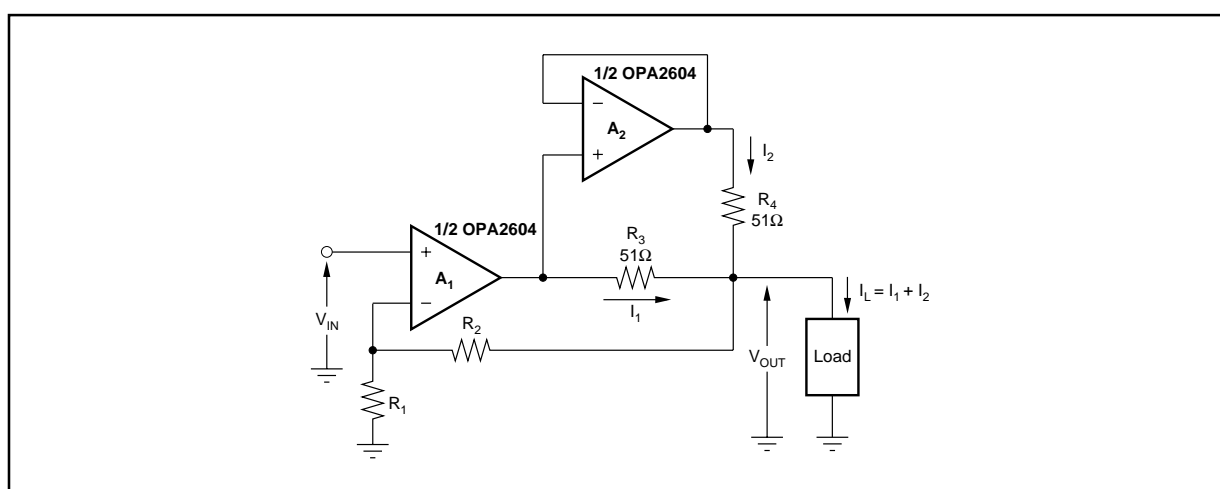 1/2 OPA2604
−
A2
+
I2
R4
51Ω
1/2 OPA2604
R3
51Ω
+
A1
−
I1
IL = I1 + I2
VIN
R2
VOUT
Load
R1